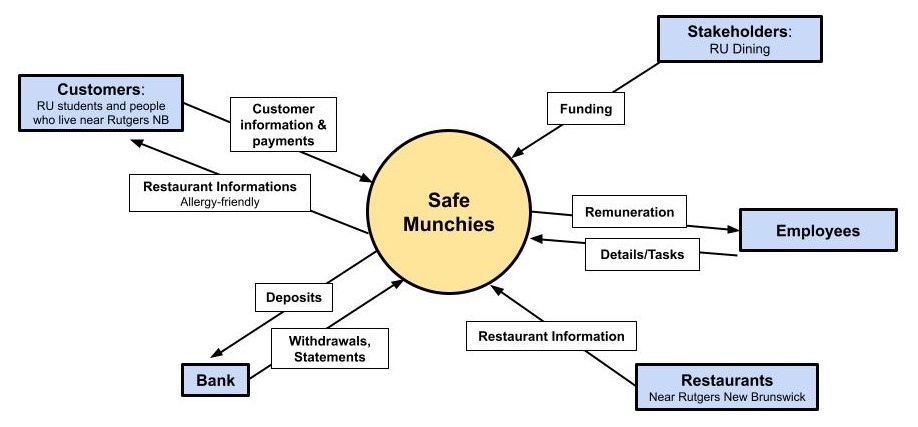 Stakeholders:
RU Dining
Customers:
RU students and people
who live near Rutgers NB
Customer
information &
payments
Funding
Restaurant Informations
Allergy-friendly
Safe
Munchies
Remuneration
Employees
Details/Tasks
Deposits
Withdrawals,
Statements
Restaurant Information
Bank
Restaurants
Near Rutgers New Brunswick